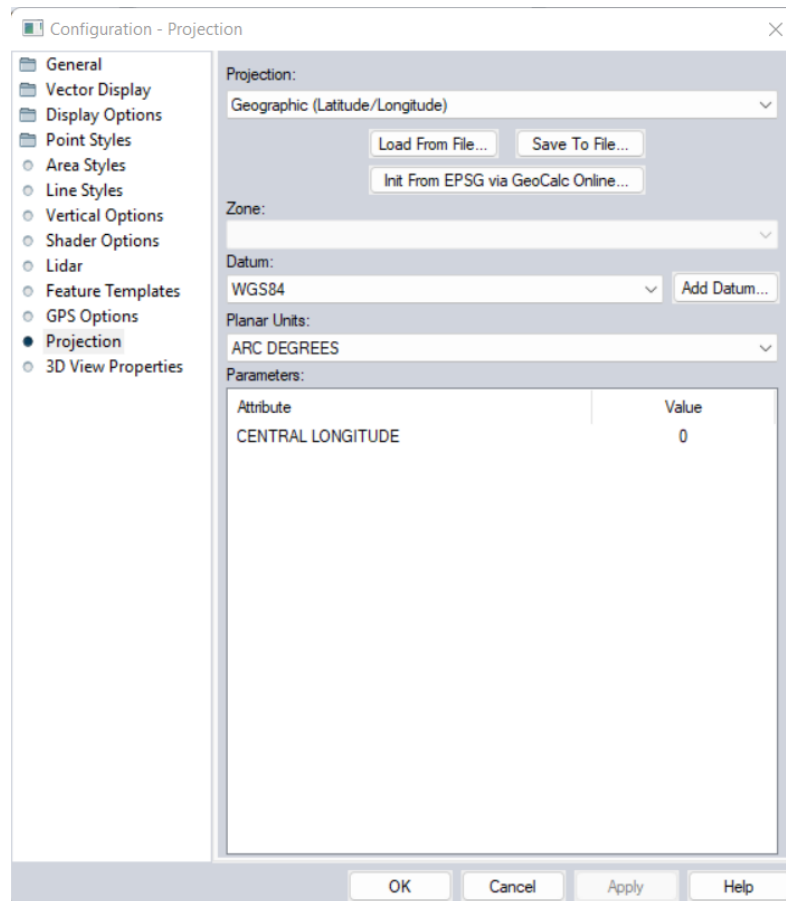 Configuration - Projection
General
Vector Display
Display Options
Point Styles
Area Styles
Line Styles
Vertical Options
Shader Options
Lidar
Feature Templates
GPS Options
Projection
3D View Properties
Projection:
Geographic (Latitude/Longitude)
Load From File... Save To File...
Init From EPSG via GeoCalc Online...
Zone:
Datum:
WGS84 Add Datum...
Planar Units:
ARC DEGREES
Parameters:
Attribute Value
CENTRAL LONGITUDE 0
OK Cancel Apply Help